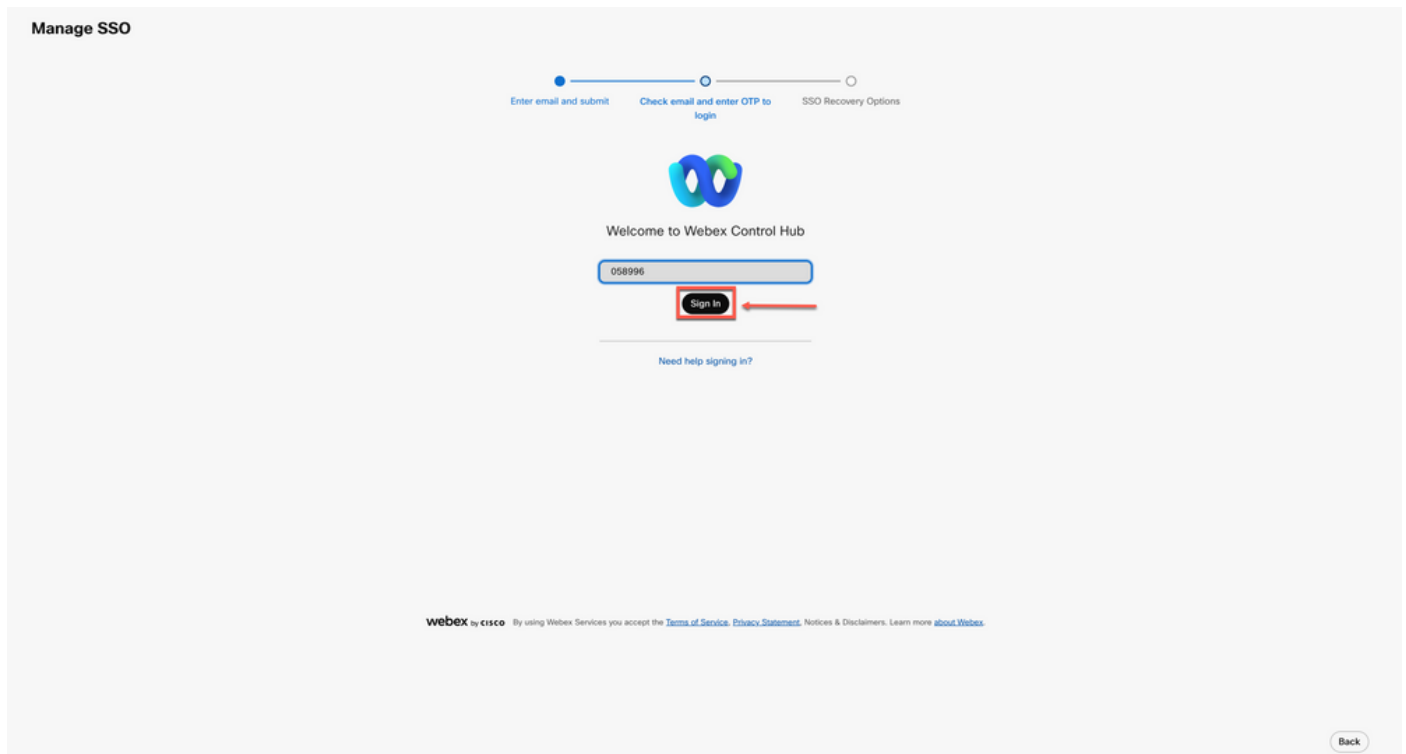 Manage SSO
Enter email and submit
Check email and enter OTP to
login
SSO Recovery Options
Welcome to Webex Control Hub
058996
Sign In
Need help signing in?
webex by CISCO By using Webex Services you accept the Terms of Service, Privacy Statement, Notices & Disclaimers. Learn more about Webex.
Back